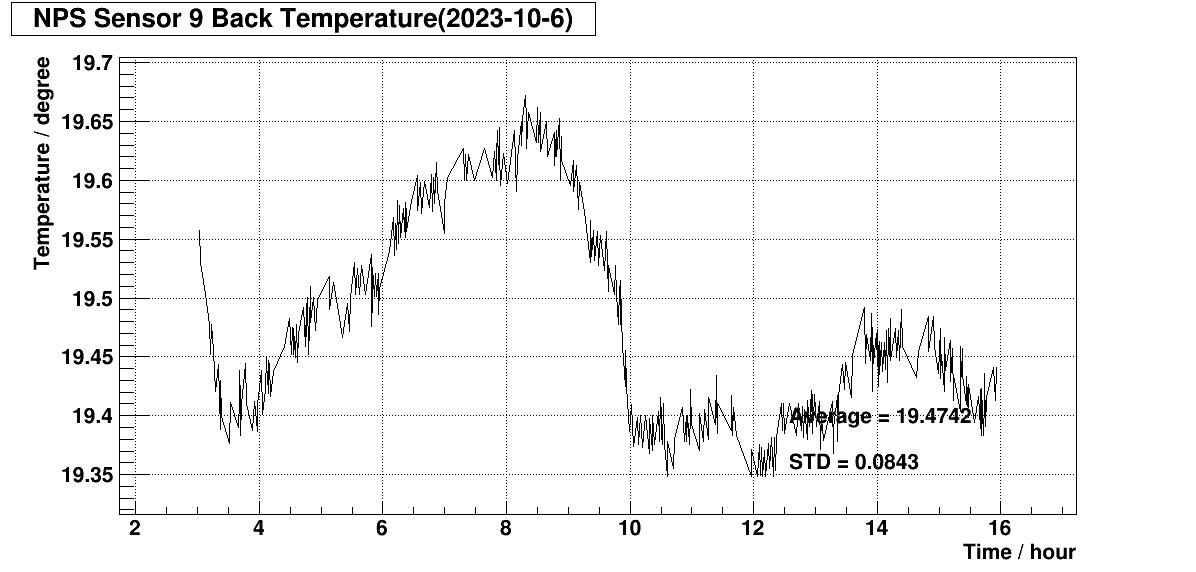 NPS Sensor 9 Back Temperature(2023-10-6)
Temperature / degree
19.7
19.65
19.6
19.55
19.5
19.45
19.4
19.35
Average = 19.4742
STD = 0.0843
2 4 6 8 10 12 14 16
Time / hour